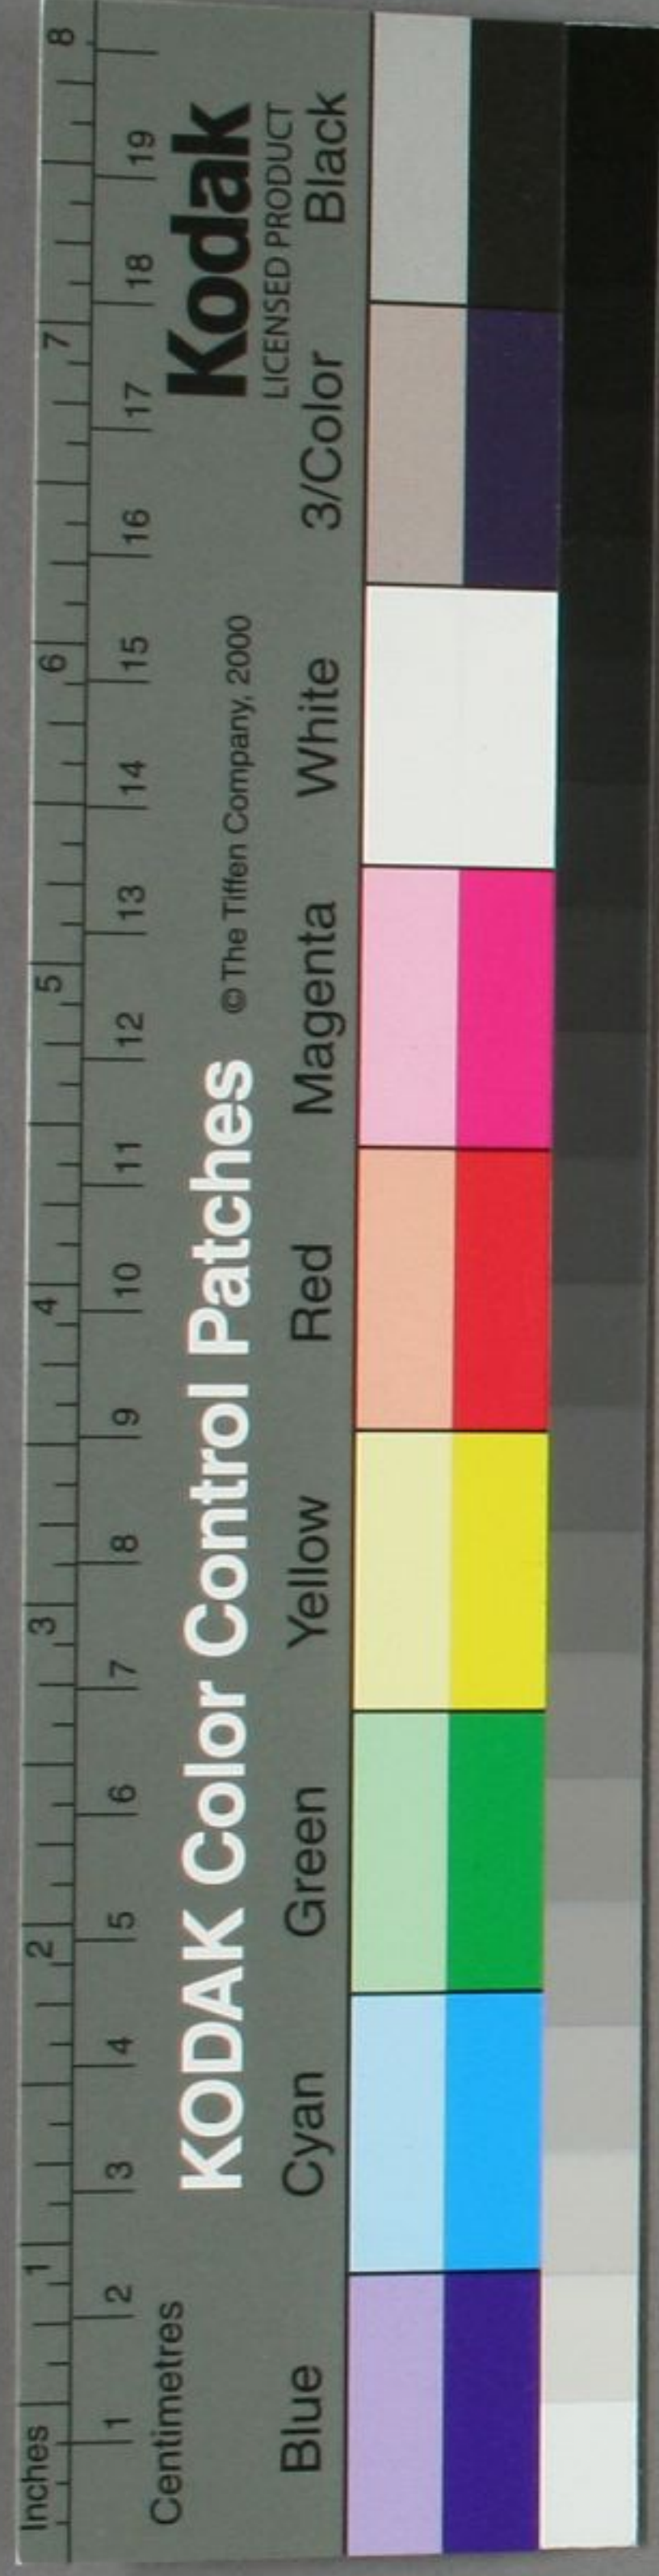 Inches 1 2 3 4 5 6 7 8
1 2 3 4 5 6 7 8 9 10 11 12 13 14 15 16 17 18 19
Centimetres
KODAK Color Control Patches © The Tiffen Company, 2000
Kodak
LICENSED PRODUCT
Blue Cyan Green Yellow Red Magenta White 3/Color Black